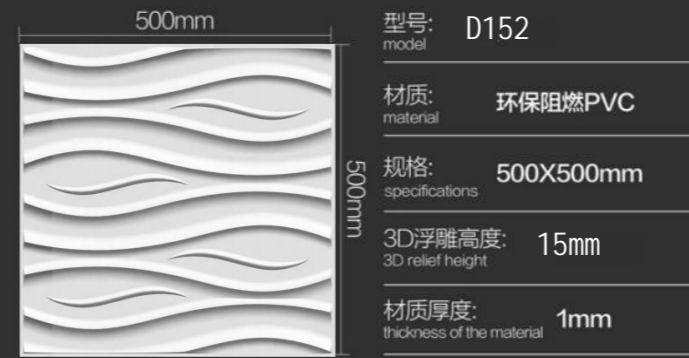 500mm
500mm
型号: D152
model
材质: 环保阻燃PVC
material
规格: 500X500mm
specifications
3D浮雕高度: 15mm
3D relief height
材质厚度: 1mm
thickness of the material